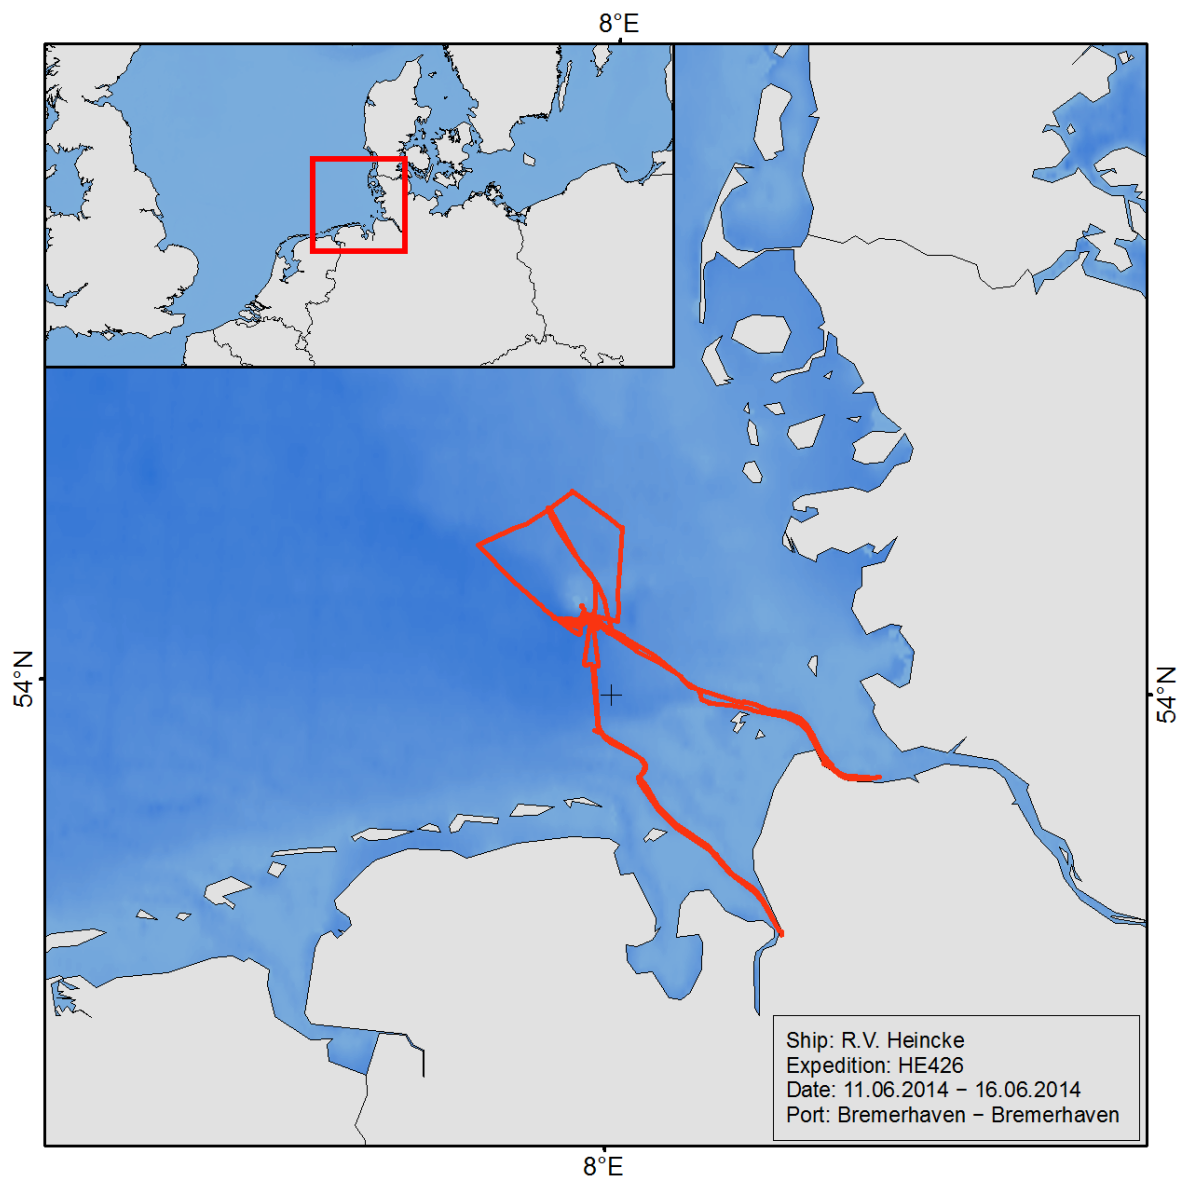 8°E
54°N
54°N
Ship: R.V. Heincke
Expedition: HE426
Date: 11.06.2014 − 16.06.2014
Port: Bremerhaven − Bremerhaven
8°E